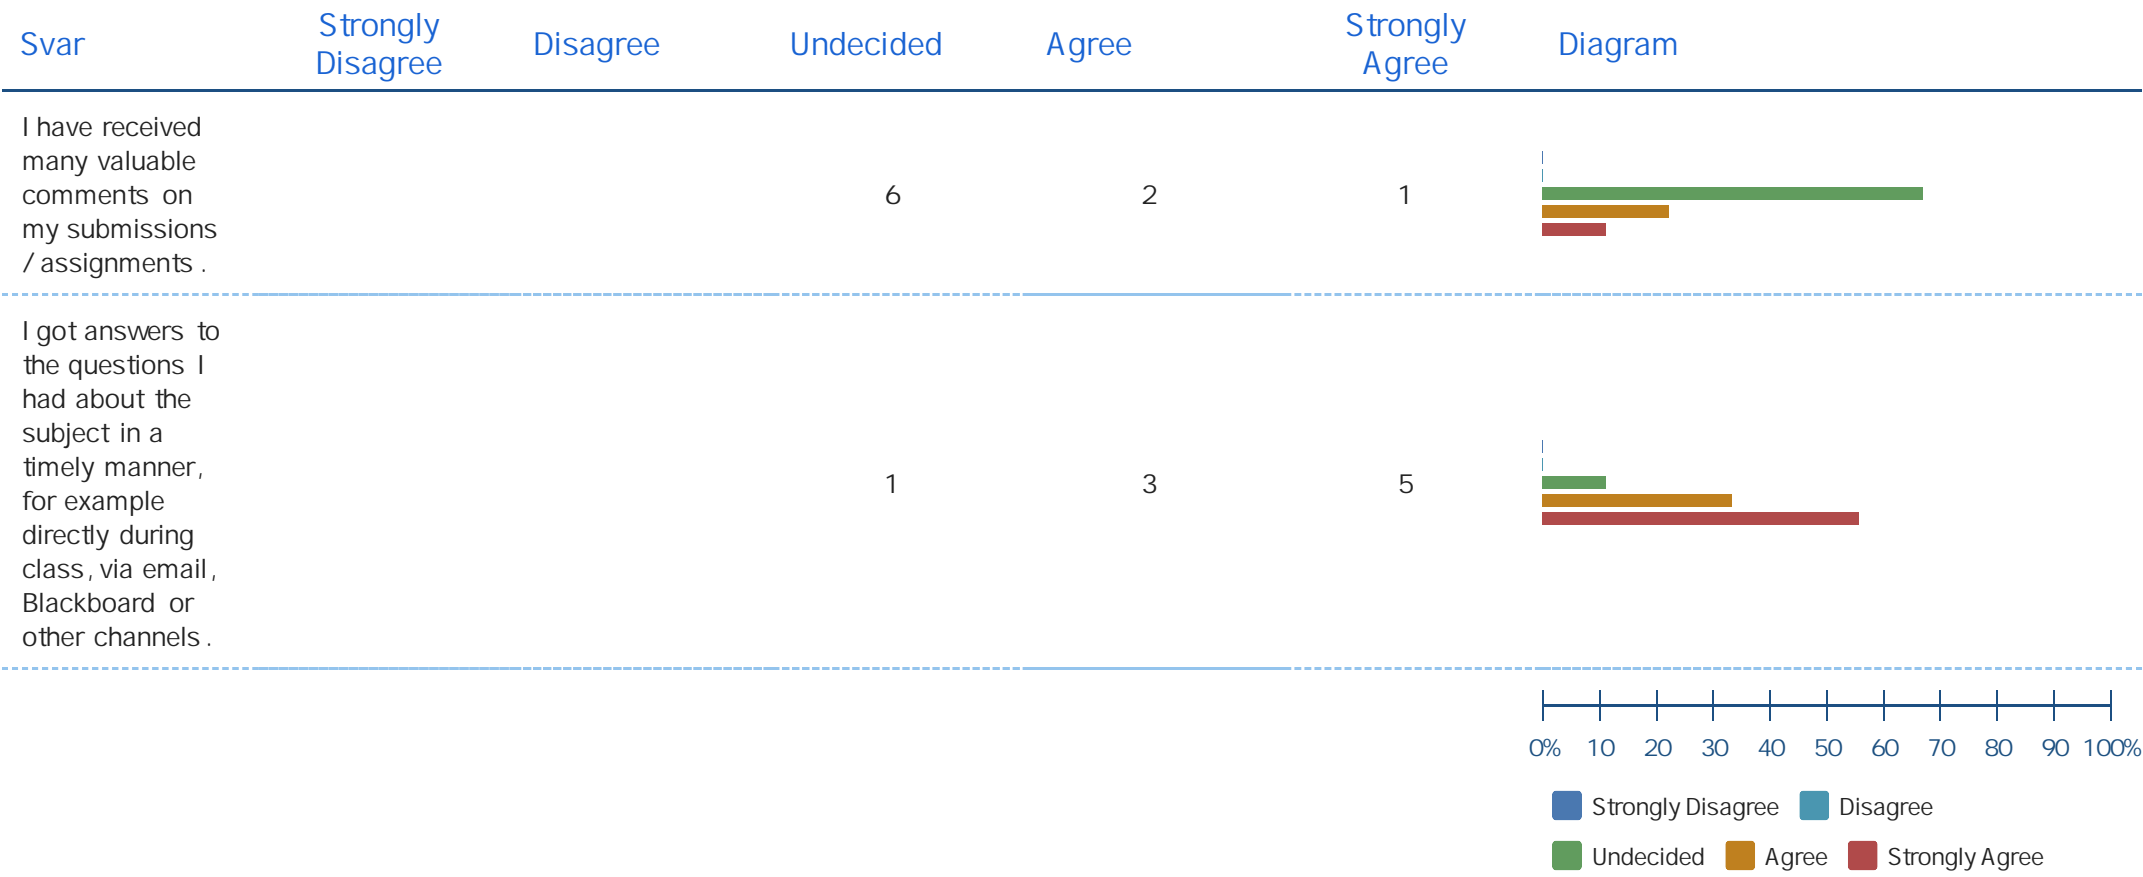 Svar Strongly Disagree Disagree Undecided Agree Strongly Agree Diagram
I have received
many valuable
comments on
my submissions
/ assignments.
6 2 1
I got answers to
the questions I
had about the
subject in a
timely manner,
for example
directly during
class, via email,
Blackboard or
other channels.
1 3 5
0% 10 20 30 40 50 60 70 80 90 100%
Strongly Disagree Disagree
Undecided Agree Strongly Agree